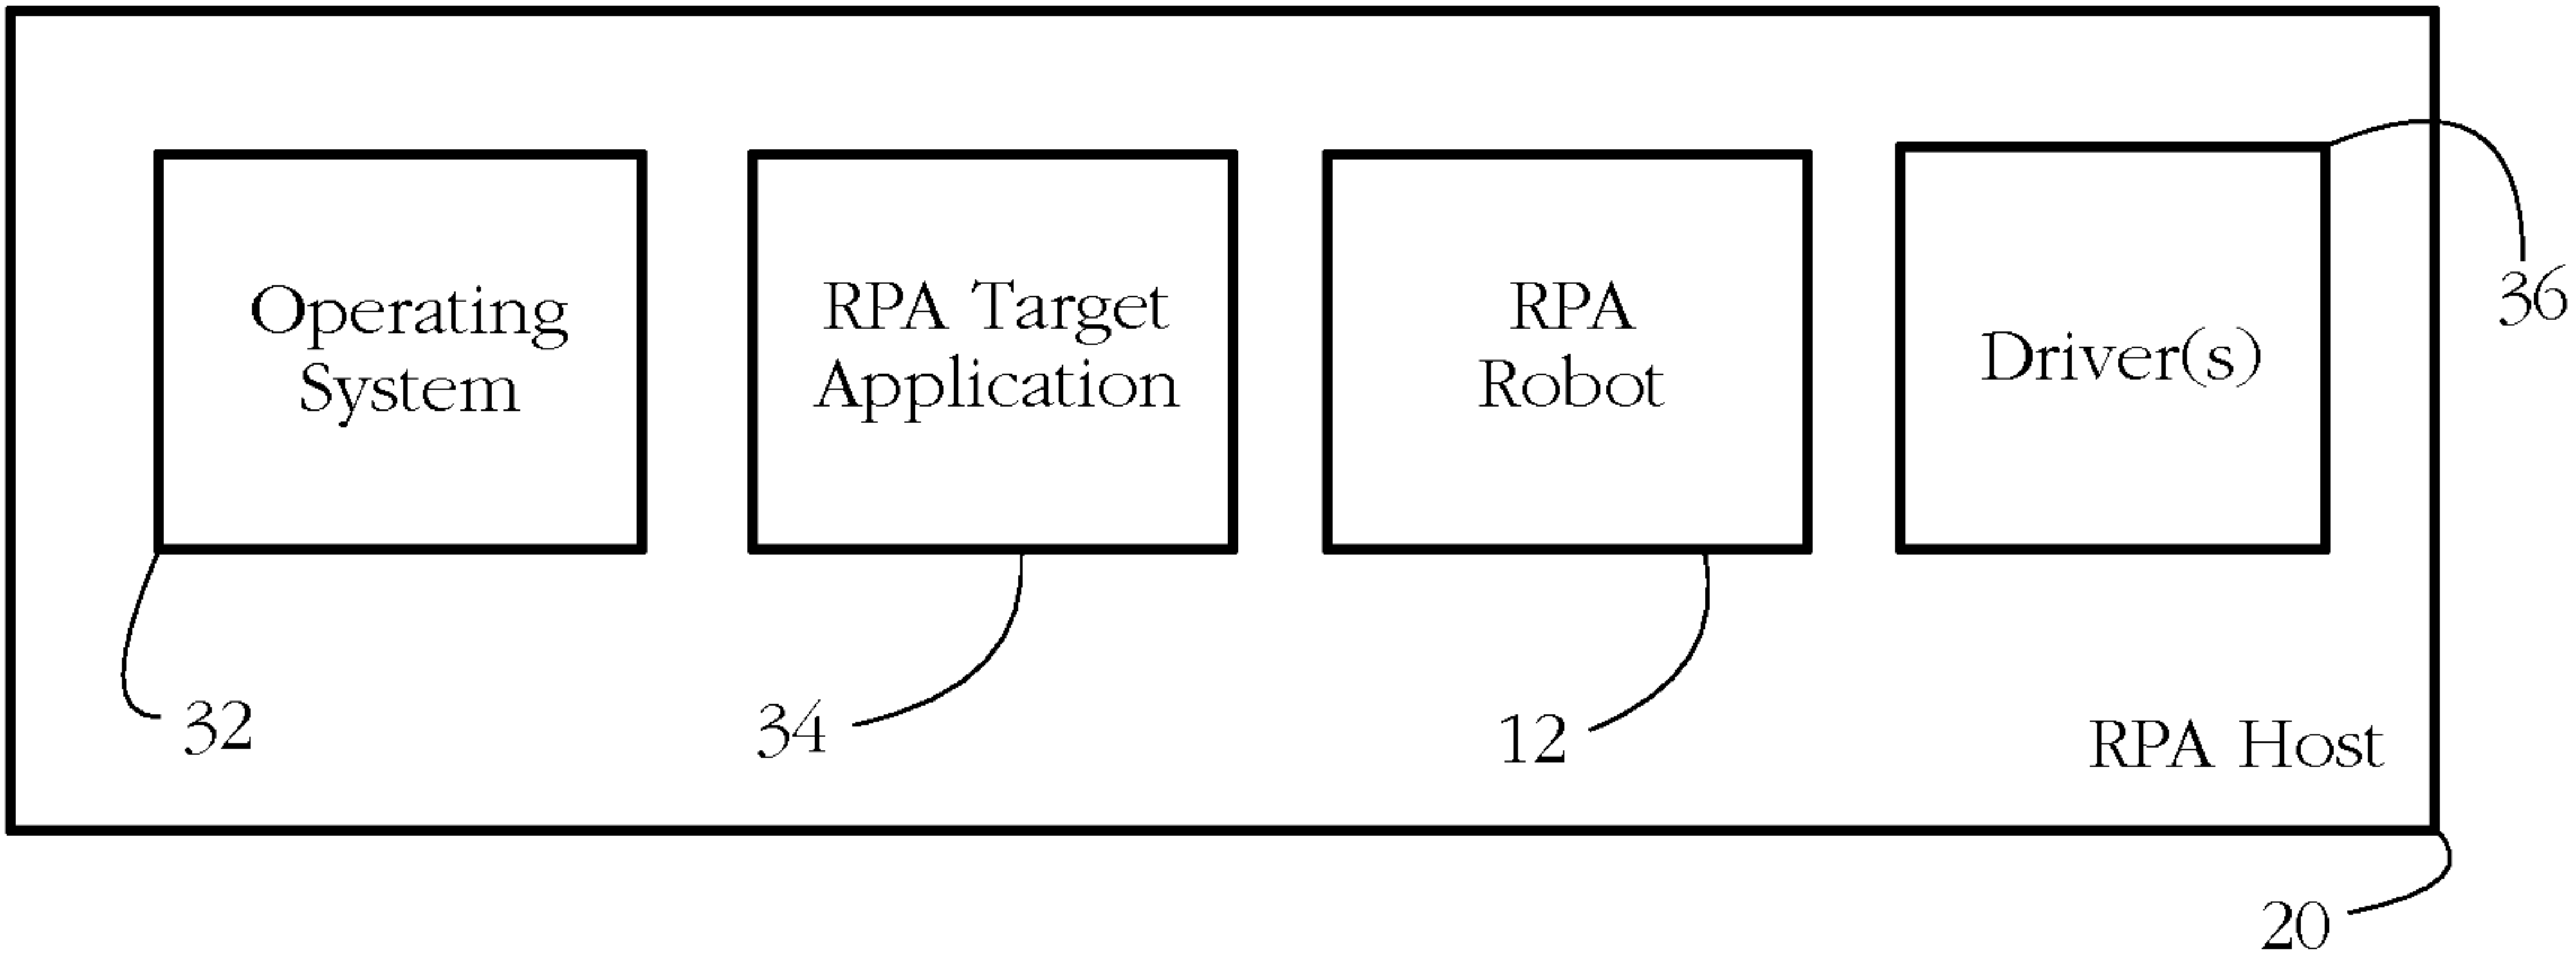 Operating
System
RPA Target
Application
RPA
Robot
Driver(s)
36
32
34
12
RPA Host
20